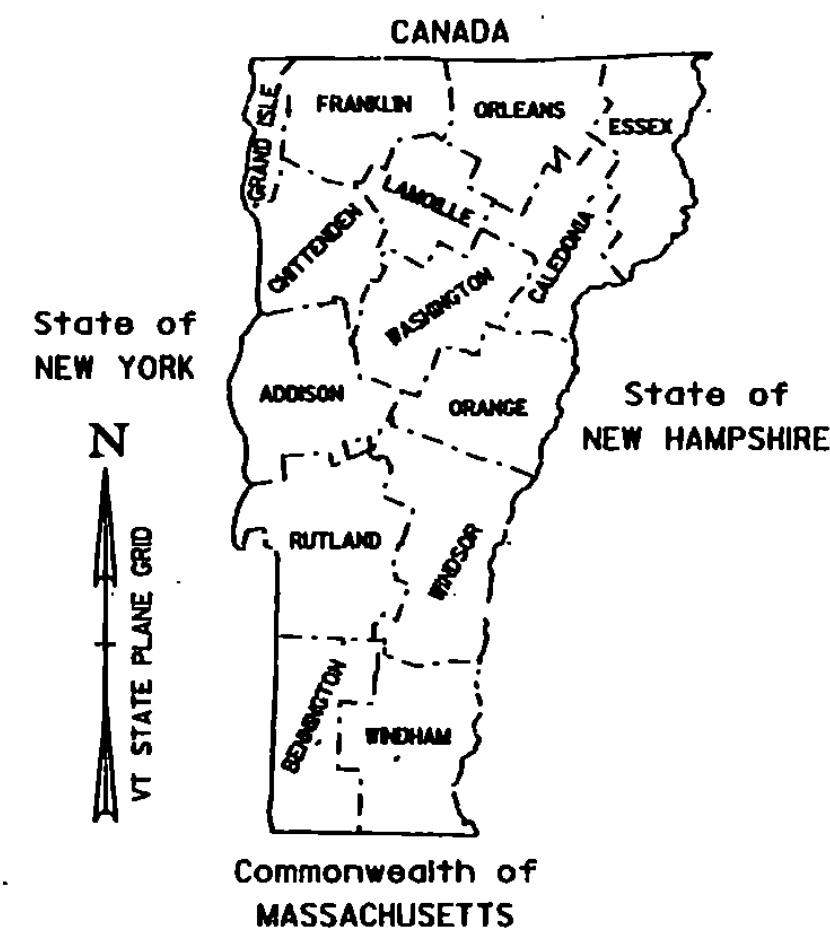 CANADA
GRAND ISLE
FRANKLIN
ORLEANS
ESSEX
LAMOILLE
CHITTENDEN
CALEDONIA
WASHINGTON
State of
NEW YORK
ADDISON
ORANGE
State of
NEW HAMPSHIRE
N
VT STATE PLANE GRID
RUTLAND
WINDSOR
BENNINGTON
WINDHAM
Commonwealth of
MASSACHUSETTS